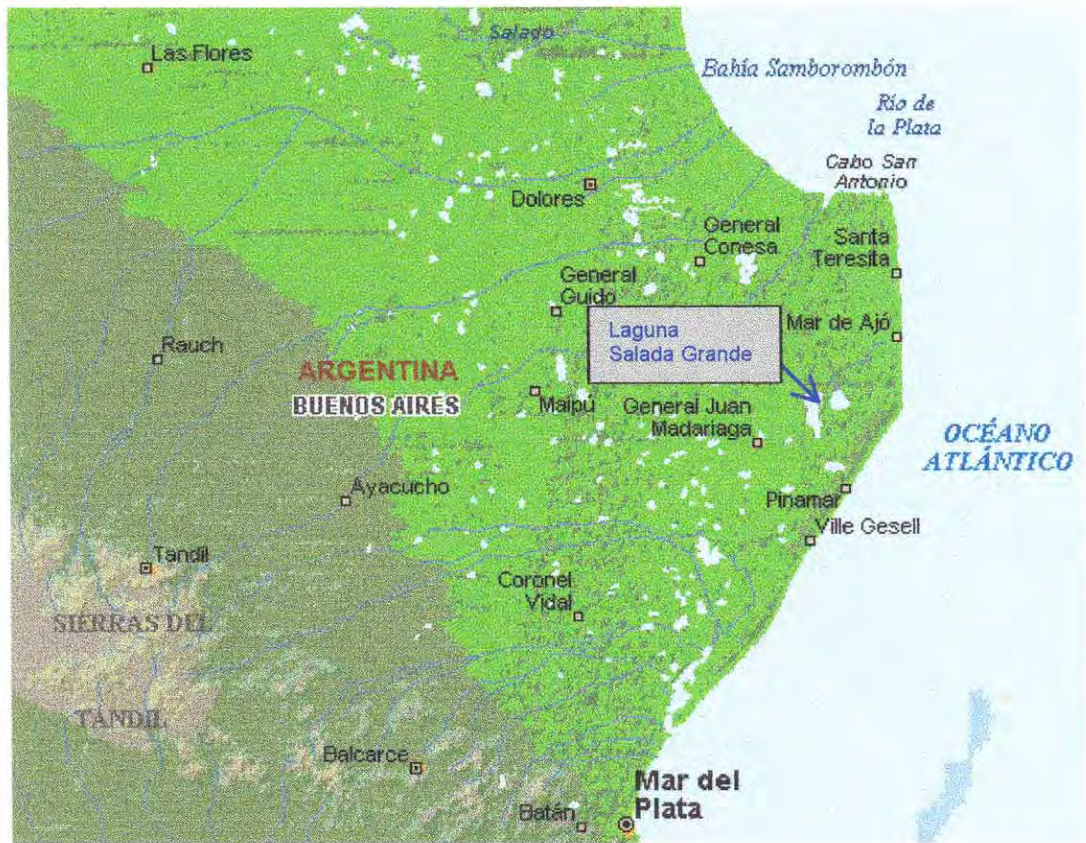 Salado
Las Flores
Bahía Samborombón
Río de
la Plata
Cabo San
Antonio
Dolores
General
Conesa
Santa
Teresita
General
Guido
Laguna
Salada Grande
Mar de Ajó
Rauch
ARGENTINA
BUENOS AIRES
Maipú
General Juan
Madariaga
OCÉANO
ATLÁNTICO
Ayacucho
Pinamar
Ville Gesell
Tandil
Coronel
Vidal
SIERRAS DEL
TANDIL
Balcarce
Mar del
Plata
Batán